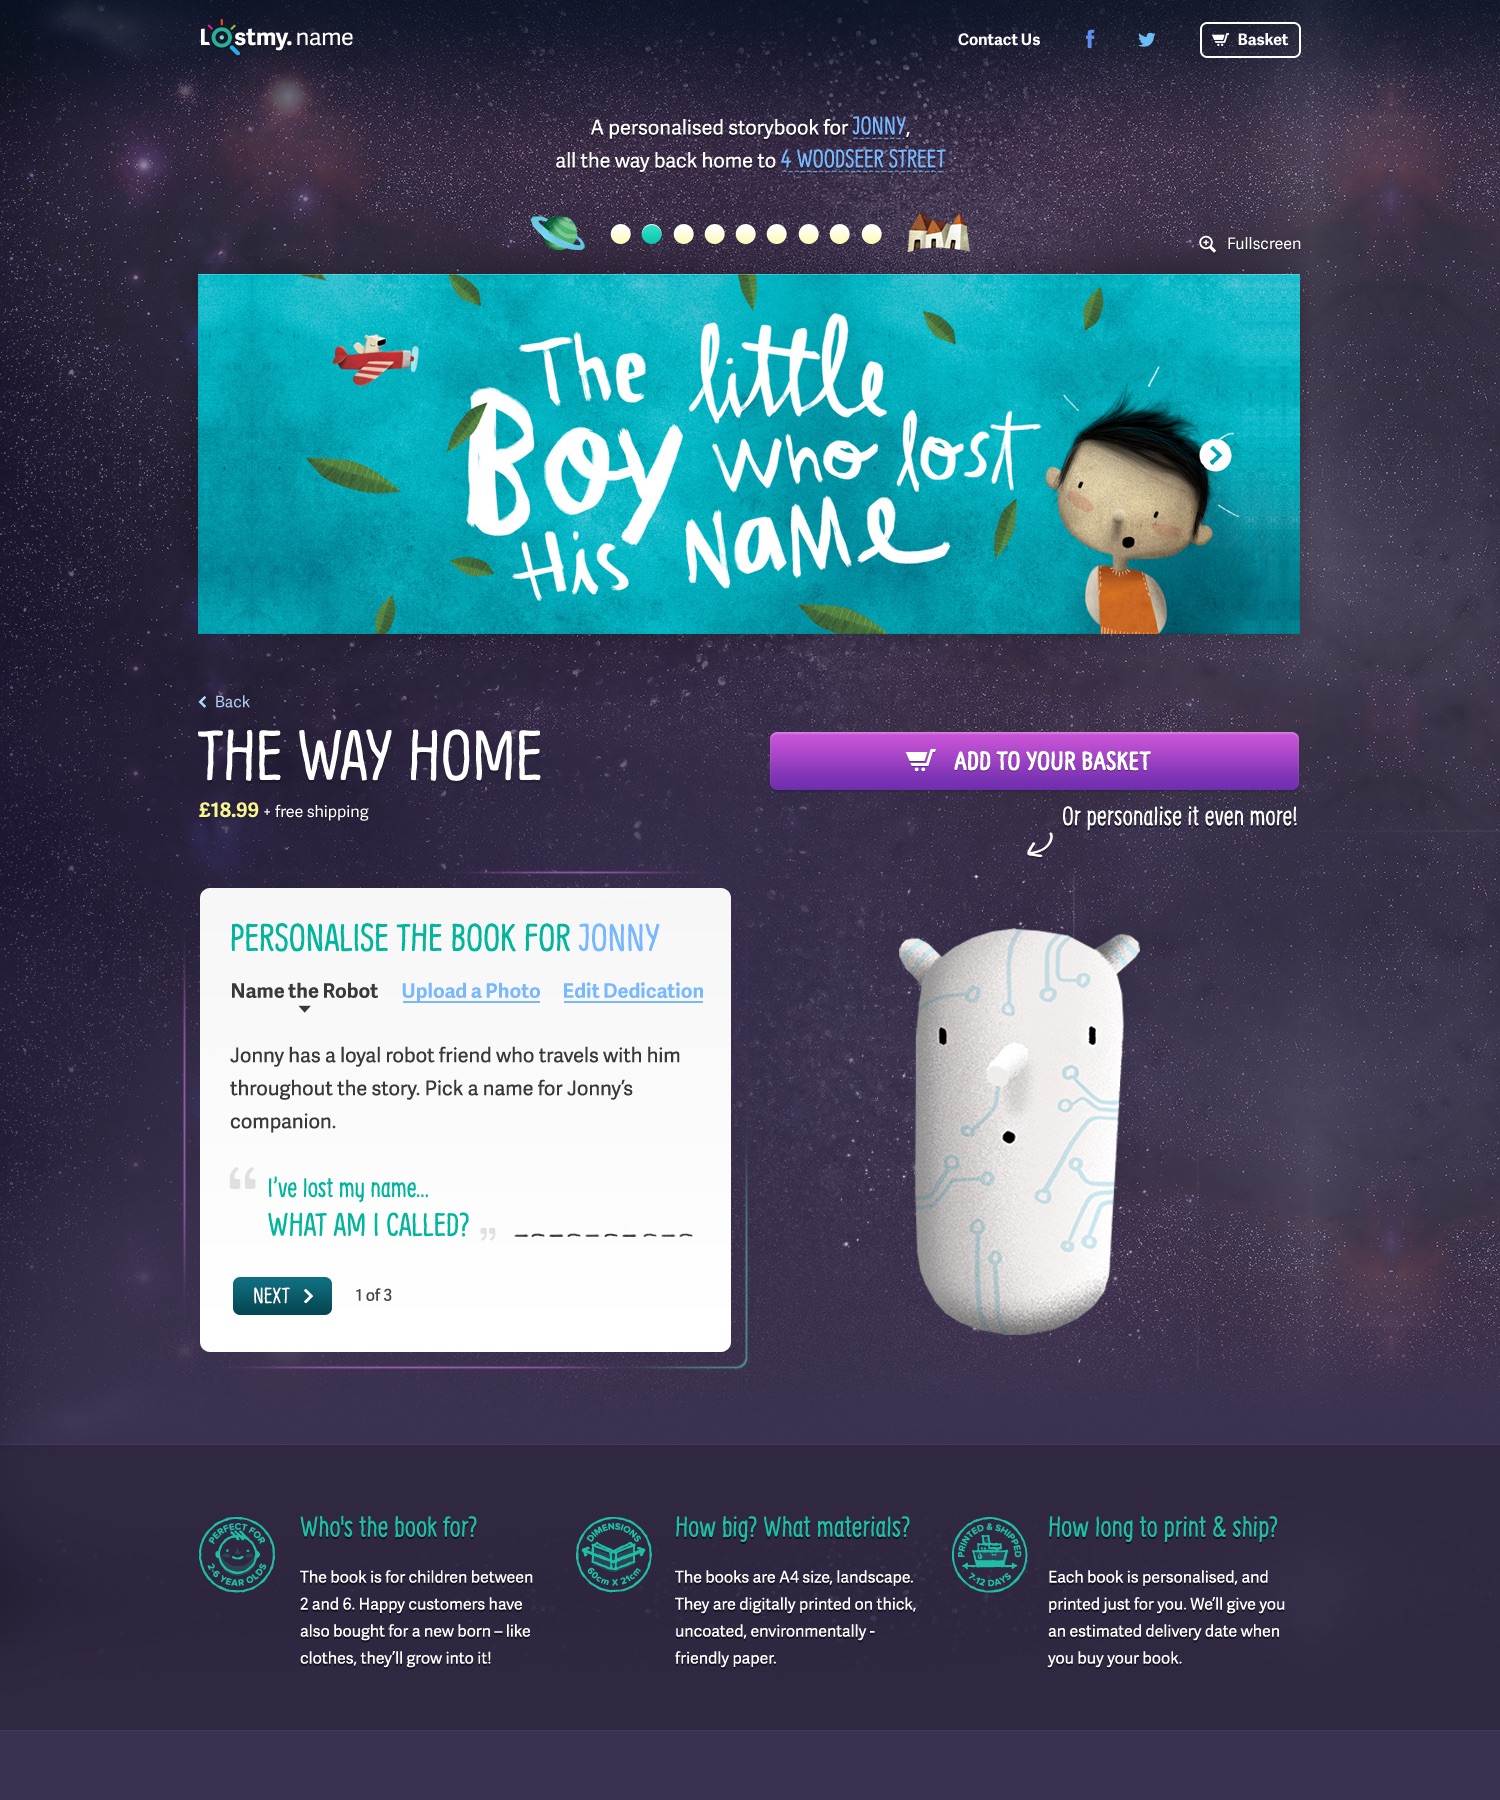 Lostmy.name
Contact Us
Basket
A personalised storybook for JONNY,
all the way back home to 4 WOODSEER STREET
Fullscreen
The little
Boy who lost
His NaMe
Back
THE WAY HOME
£18.99 + free shipping
ADD TO YOUR BASKET
Or personalise it even more!
PERSONALISE THE BOOK FOR JONNY
Name the Robot
Upload a Photo
Edit Dedication
Jonny has a loyal robot friend who travels with him
throughout the story. Pick a name for Jonny’s
companion.
“ I’ve lost my name...
WHAT AM I CALLED? ”
NEXT
1 of 3
PERFECT FOR
2-6 YEAR OLDS
Who's the book for?
The book is for children between
2 and 6. Happy customers have
also bought for a new born – like
clothes, they’ll grow into it!
DIMENSIONS
60cm X 21cm
How big? What materials?
The books are A4 size, landscape.
They are digitally printed on thick,
uncoated, environmentally -
friendly paper.
PRINTED & SHIPPED
7-12 DAYS
How long to print & ship?
Each book is personalised, and
printed just for you. We’ll give you
an estimated delivery date when
you buy your book.